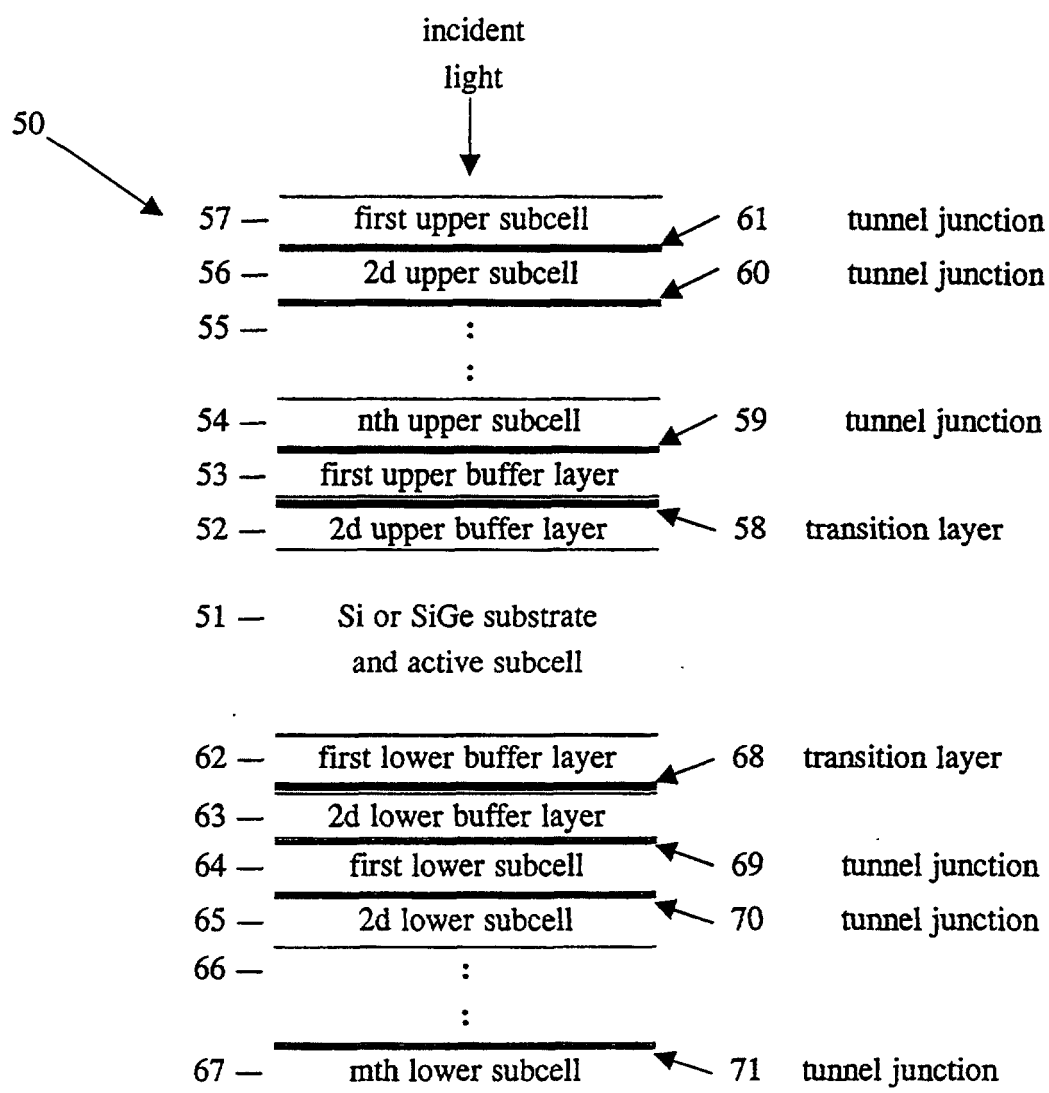 incident
light
50
57 — first upper subcell 61 tunnel junction
56 — 2d upper subcell 60 tunnel junction
55 — :
:
54 — nth upper subcell 59 tunnel junction
53 — first upper buffer layer
52 — 2d upper buffer layer 58 transition layer
51 — Si or SiGe substrate
and active subcell
62 — first lower buffer layer 68 transition layer
63 — 2d lower buffer layer
64 — first lower subcell 69 tunnel junction
65 — 2d lower subcell 70 tunnel junction
66 — :
:
67 — mth lower subcell 71 tunnel junction